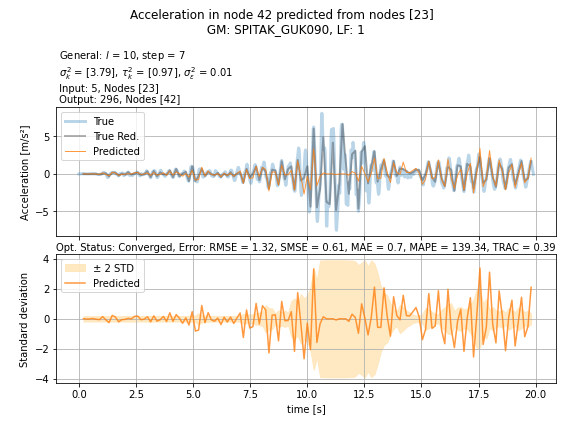 Acceleration in node 42 predicted from nodes [23]
GM: SPITAK_GUK090, LF: 1
General: l = 10, step = 7
σ²ₖ = [3.79], τ²ₖ = [0.97], σ²ε = 0.01
Input: 5, Nodes [23]
Output: 296, Nodes [42]
Acceleration [m/s²]
5
0
−5
True
True Red.
Predicted
Opt. Status: Converged, Error: RMSE = 1.32, SMSE = 0.61, MAE = 0.7, MAPE = 139.34, TRAC = 0.39
Standard deviation
4
2
0
−2
−4
± 2 STD
Predicted
0.0 2.5 5.0 7.5 10.0 12.5 15.0 17.5 20.0
time [s]